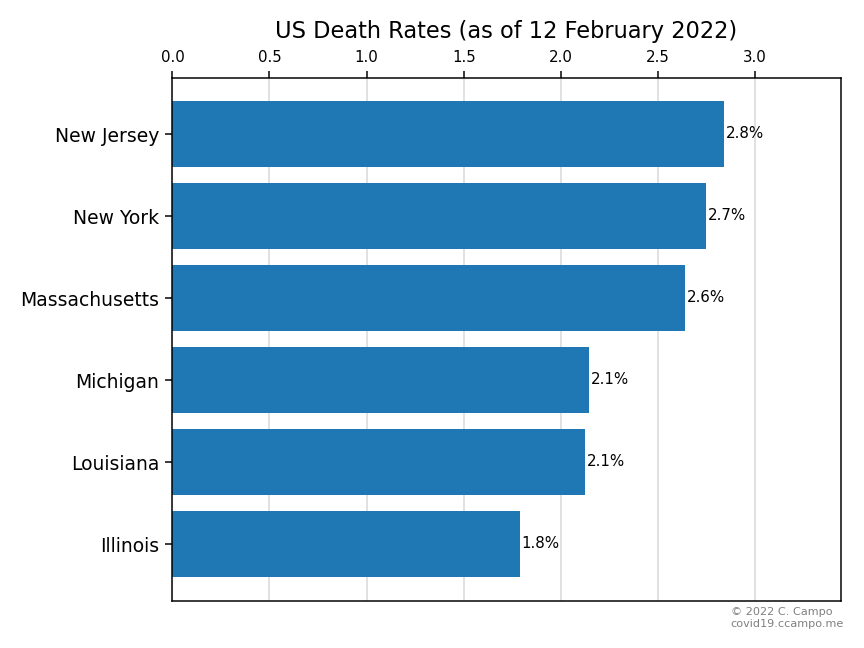 US Death Rates (as of 12 February 2022)
0.0 0.5 1.0 1.5 2.0 2.5 3.0
New Jersey 2.8%
New York 2.7%
Massachusetts 2.6%
Michigan 2.1%
Louisiana 2.1%
Illinois 1.8%
© 2022 C. Campo
covid19.ccampo.me